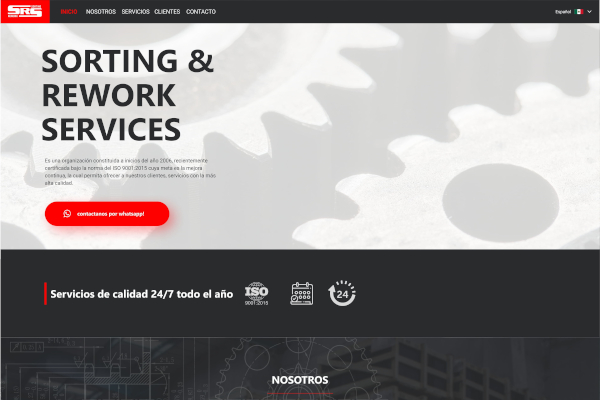 SRS
INICIO NOSOTROS SERVICIOS CLIENTES CONTACTO
Español
SORTING &
REWORK
SERVICES
Es una organización constituida a inicios del año 2006, recientemente
certificada bajo la norma del ISO 9001:2015 cuya meta es la mejora
continua, la cual permita ofrecer a nuestros clientes, servicios con la más
alta calidad.
contactanos por whatsapp!
Servicios de calidad 24/7 todo el año
ISO
9001:2015
24
NOSOTROS